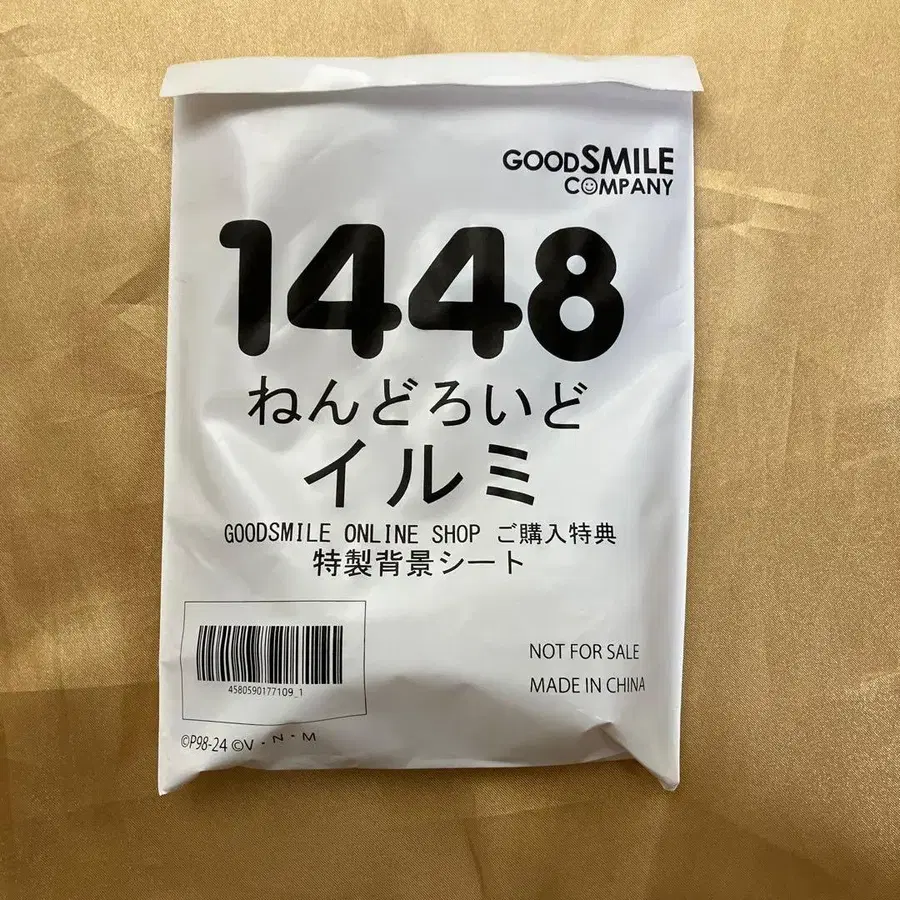 GOODSMILE
COMPANY
1448
ねんどろいど
イルミ
GOODSMILE ONLINE SHOP ご購入特典
特製背景シート
4580590177109_1
NOT FOR SALE
MADE IN CHINA
©P98-24 ©V・N・M